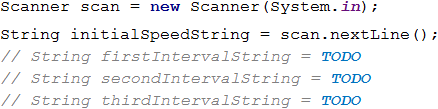 Scanner scan = new Scanner(System.in);
String initialSpeedString = scan.nextLine();
// String firstIntervalString = TODO
// String secondIntervalString = TODO
// String thirdIntervalString = TODO